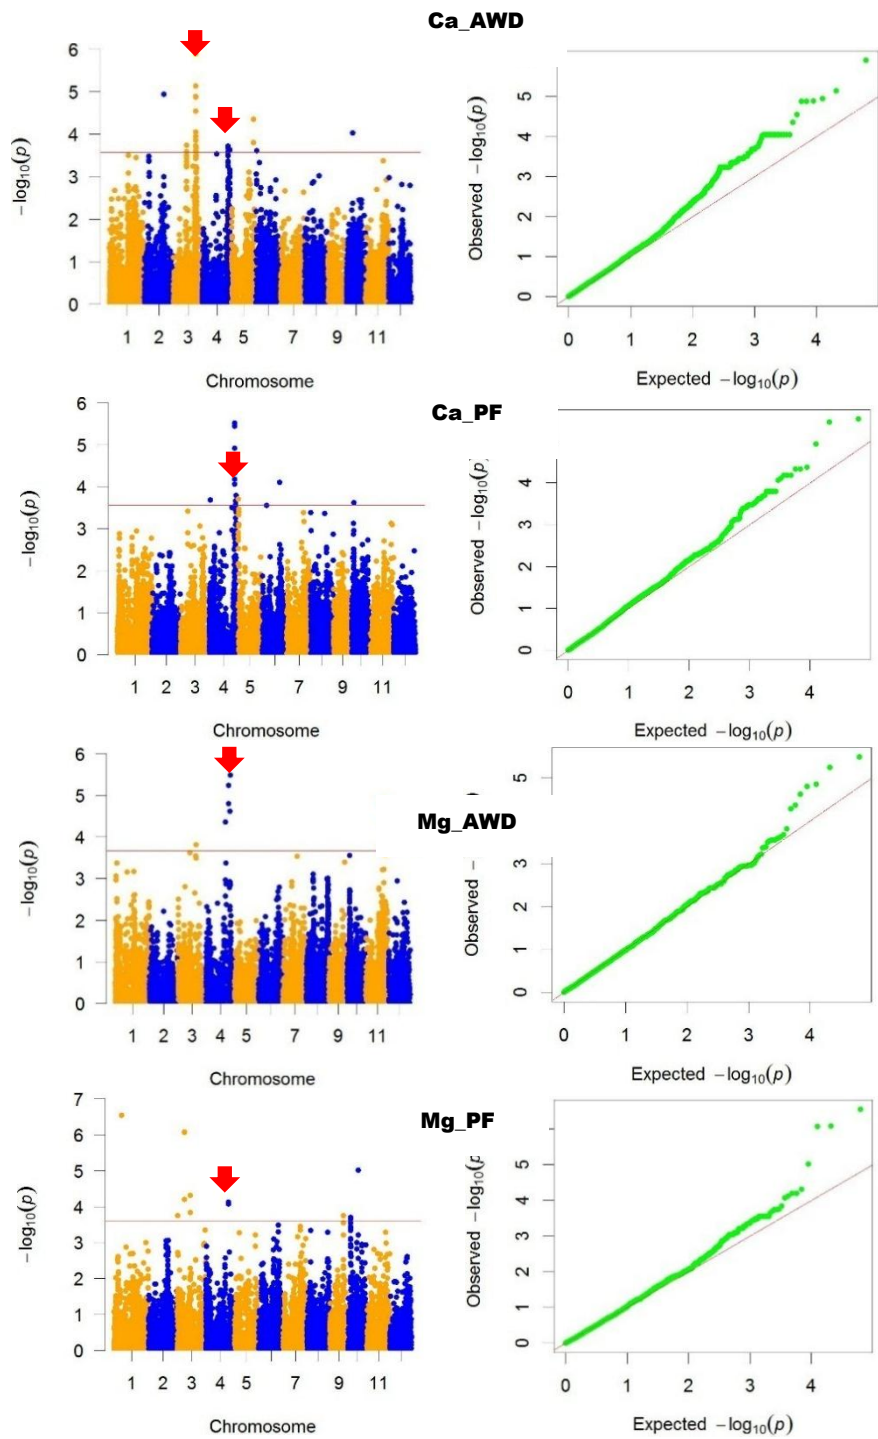 Ca_AWD
6
5
4
3
2
1
0
−log₁₀(p)
1 2 3 4 5 7 9 11
Chromosome
5
4
3
2
1
0
Observed −log₁₀(p)
0 1 2 3 4
Expected −log₁₀(p)
Ca_PF
6
5
4
3
2
1
0
−log₁₀(p)
1 2 3 4 5 7 9 11
Chromosome
4
3
2
1
0
Observed −log₁₀(p)
0 1 2 3 4
Expected −log₁₀(p)
Mg_AWD
6
5
4
3
2
1
0
−log₁₀(p)
1 2 3 4 5 7 9 11
Chromosome
5
3
2
1
0
Observed −
0 1 2 3 4
Expected −log₁₀(p)
Mg_PF
7
6
5
4
3
2
1
0
−log₁₀(p)
1 2 3 4 5 7 9 11
Chromosome
5
4
3
2
1
0
Observed −log₁₀(p
0 1 2 3 4
Expected −log₁₀(p)